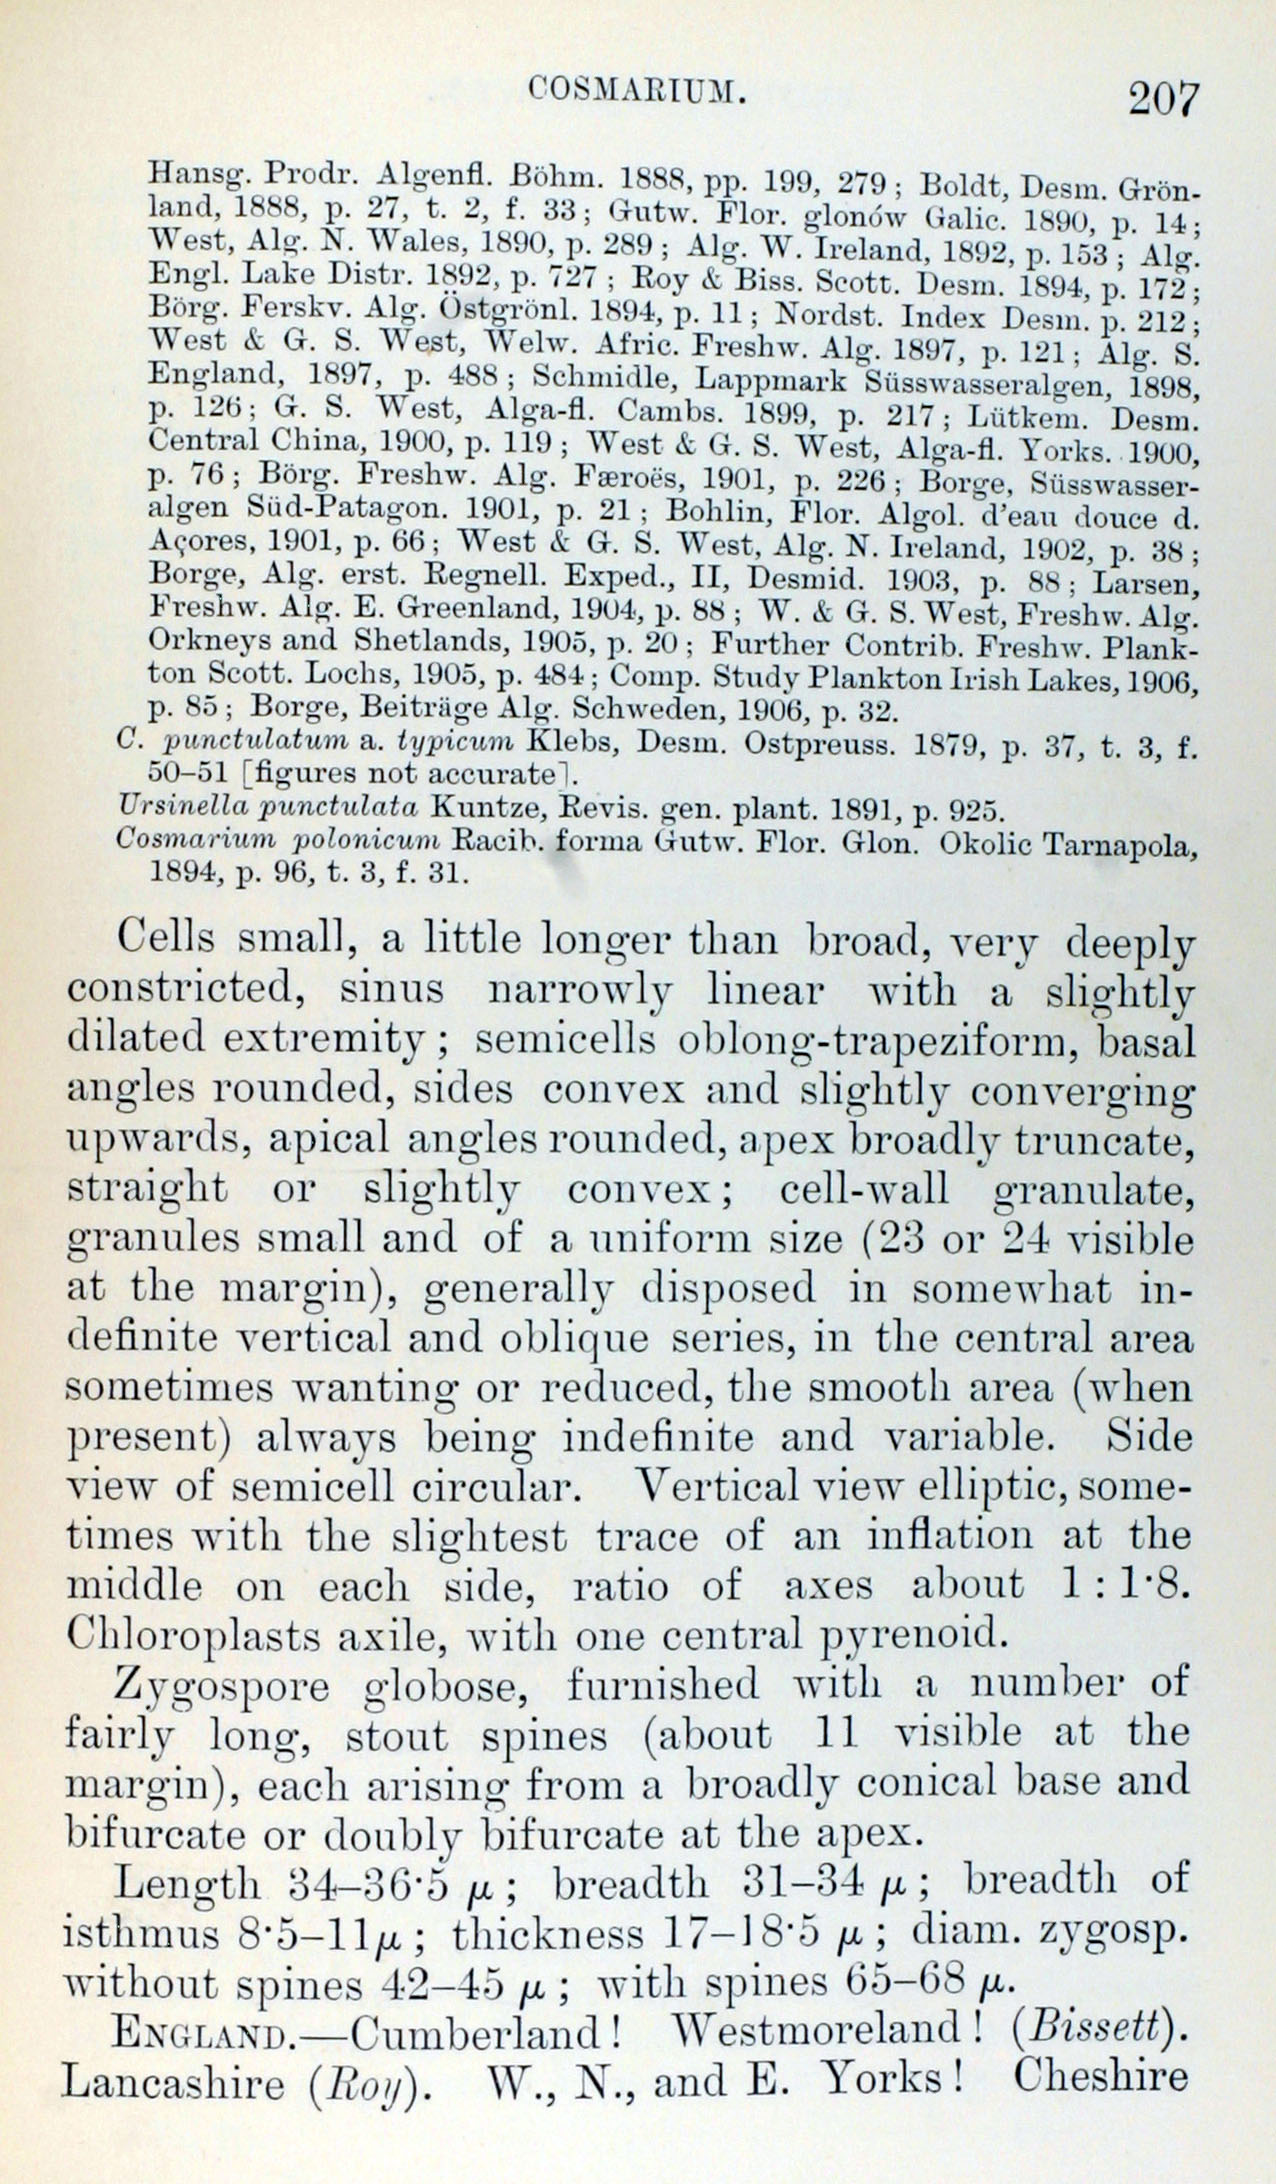 COSMARIUM.
207
Hansg. Prodr. Algenfl. Böhm. 1888, pp. 199, 279 ; Boldt, Desm. Grön-
land, 1888, p. 27, t. 2, f. 33 ; Gutw. Flor. glonów Galic. 1890, p. 14 ;
West, Alg. N. Wales, 1890, p. 289 ; Alg. W. Ireland, 1892, p. 153 ; Alg.
Engl. Lake Distr. 1892, p. 727 ; Roy & Biss. Scott. Desm. 1894, p. 172 ;
Börg. Ferskv. Alg. Östgrönl. 1894, p. 11 ; Nordst. Index Desm. p. 212 ;
West & G. S. West, Welw. Afric. Freshw. Alg. 1897, p. 121 ; Alg. S.
England, 1897, p. 488 ; Schmidle, Lappmark Süsswasseralgen, 1898,
p. 126 ; G. S. West, Alga-fl. Cambs. 1899, p. 217 ; Lütkem. Desm.
Central China, 1900, p. 119 ; West & G. S. West, Alga-fl. Yorks. 1900,
p. 76 ; Börg. Freshw. Alg. Færoës, 1901, p. 226 ; Borge, Süsswasser-
algen Süd-Patagon. 1901, p. 21 ; Bohlin, Flor. Algol. d'eau douce d.
Açores, 1901, p. 66 ; West & G. S. West, Alg. N. Ireland, 1902, p. 38 ;
Borge, Alg. erst. Regnell. Exped., II, Desmid. 1903, p. 88 ; Larsen,
Freshw. Alg. E. Greenland, 1904, p. 88 ; W. & G. S. West, Freshw. Alg.
Orkneys and Shetlands, 1905, p. 20 ; Further Contrib. Freshw. Plank-
ton Scott. Lochs, 1905, p. 484 ; Comp. Study Plankton Irish Lakes, 1906,
p. 85 ; Borge, Beiträge Alg. Schweden, 1906, p. 32.
C. punctulatum a. typicum Klebs, Desm. Ostpreuss. 1879, p. 37, t. 3, f.
50–51 [figures not accurate].
Ursinella punctulata Kuntze, Revis. gen. plant. 1891, p. 925.
Cosmarium polonicum Racib. forma Gutw. Flor. Glon. Okolic Tarnapola,
1894, p. 96, t. 3, f. 31.
Cells small, a little longer than broad, very deeply
constricted, sinus narrowly linear with a slightly
dilated extremity ; semicells oblong-trapeziform, basal
angles rounded, sides convex and slightly converging
upwards, apical angles rounded, apex broadly truncate,
straight or slightly convex ; cell-wall granulate,
granules small and of a uniform size (23 or 24 visible
at the margin), generally disposed in somewhat in-
definite vertical and oblique series, in the central area
sometimes wanting or reduced, the smooth area (when
present) always being indefinite and variable. Side
view of semicell circular. Vertical view elliptic, some-
times with the slightest trace of an inflation at the
middle on each side, ratio of axes about 1 : 1·8.
Chloroplasts axile, with one central pyrenoid.
Zygospore globose, furnished with a number of
fairly long, stout spines (about 11 visible at the
margin), each arising from a broadly conical base and
bifurcate or doubly bifurcate at the apex.
Length 34–36·5 μ ; breadth 31–34 μ ; breadth of
isthmus 8·5–11 μ ; thickness 17–18·5 μ ; diam. zygosp.
without spines 42–45 μ ; with spines 65–68 μ.
ENGLAND.—Cumberland ! Westmoreland ! (Bissett).
Lancashire (Roy). W., N., and E. Yorks ! Cheshire